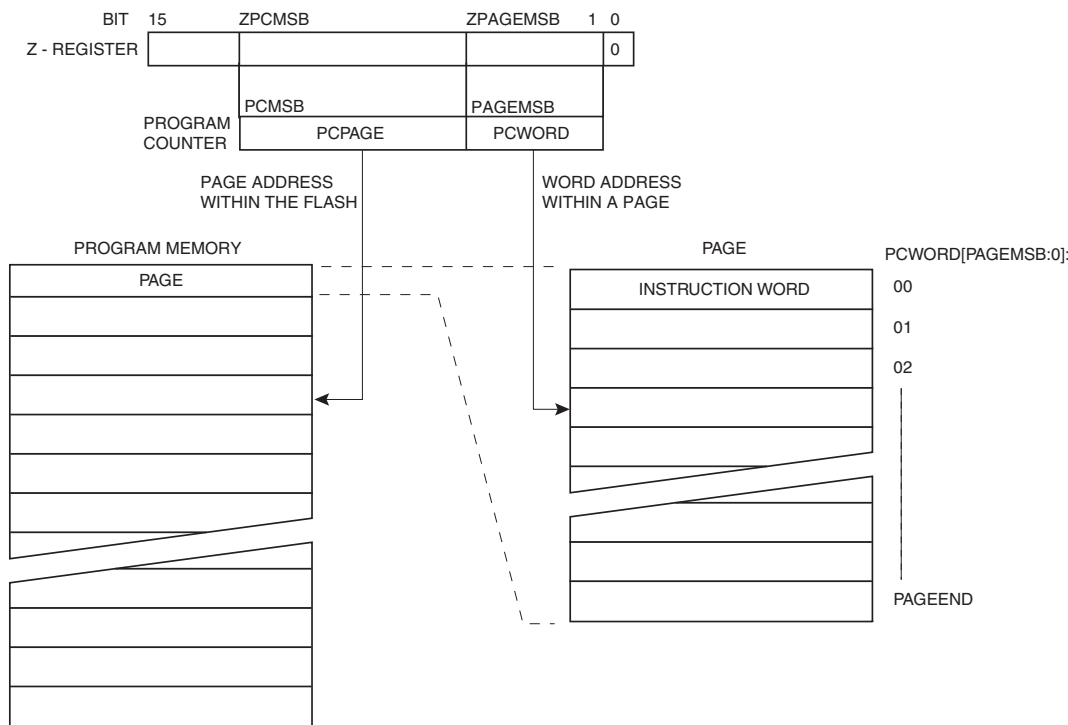 BIT 15 ZPCMSB ZPAGEMSB 1 0
Z - REGISTER 0
PCMSB PAGEMSB
PROGRAM
COUNTER
PCPAGE PCWORD
PAGE ADDRESS
WITHIN THE FLASH
WORD ADDRESS
WITHIN A PAGE
PROGRAM MEMORY
PAGE
PAGE
INSTRUCTION WORD
PCWORD[PAGEMSB:0]:
00
01
02
PAGEEND